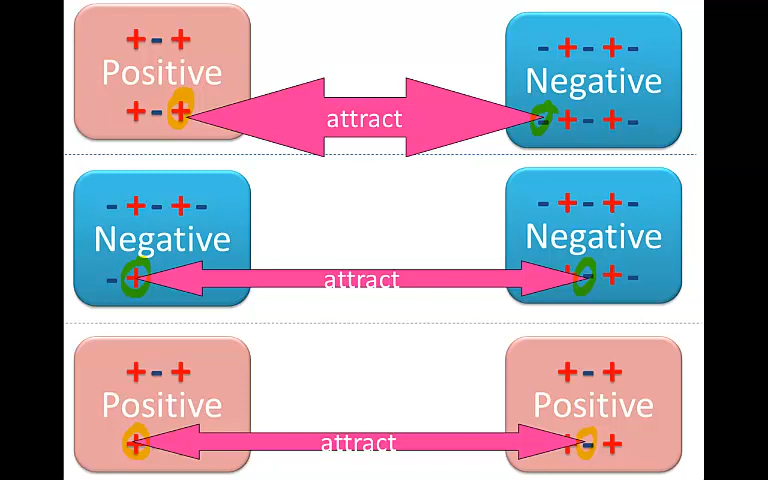 +-+ -+-+-
Positive Negative
+-+ attract -+-+-
-+-+- -+-+-
Negative Negative
-+ attract +-+-
+-+ +-+
Positive Positive
+ attract +-+